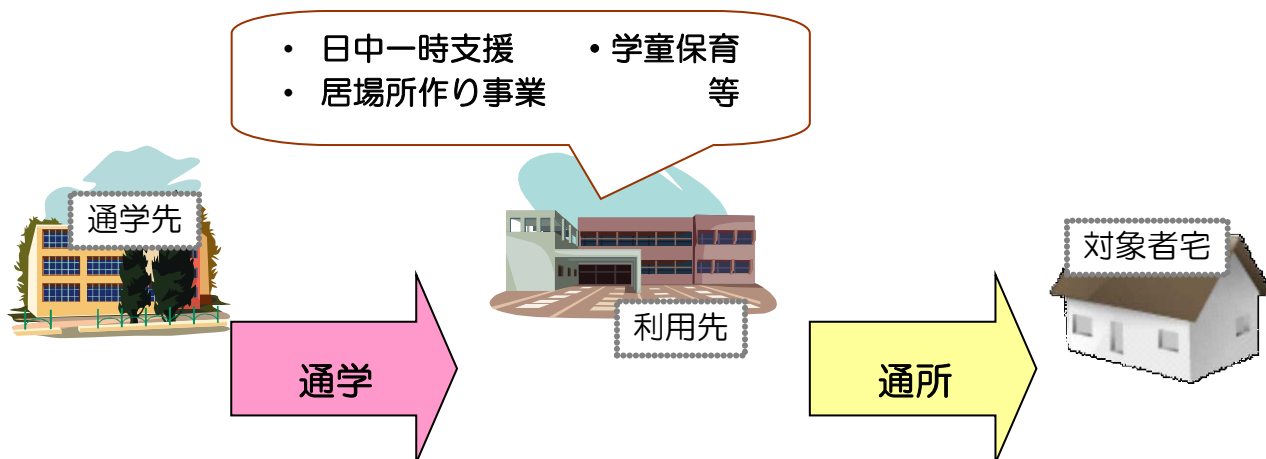 ・ 日中一時支援 ・学童保育
・ 居場所作り事業 等
通学先
対象者宅
利用先
通学
通所